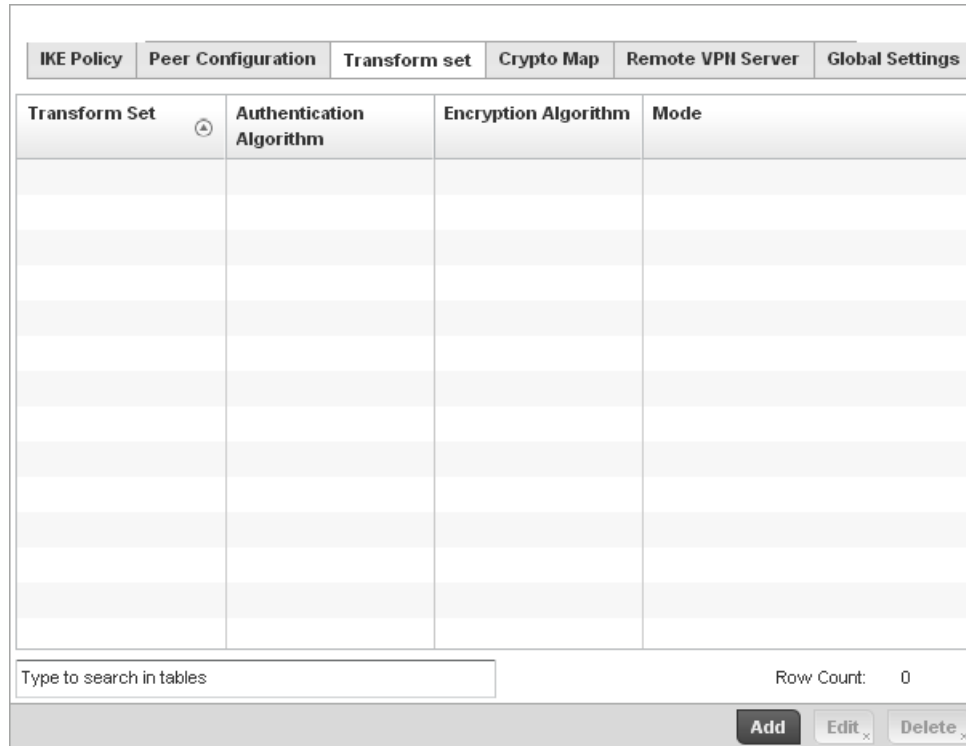 IKE Policy Peer Configuration Transform set Crypto Map Remote VPN Server Global Settings
Transform Set Authentication Algorithm Encryption Algorithm Mode
Type to search in tables Row Count: 0
Add Edit Delete